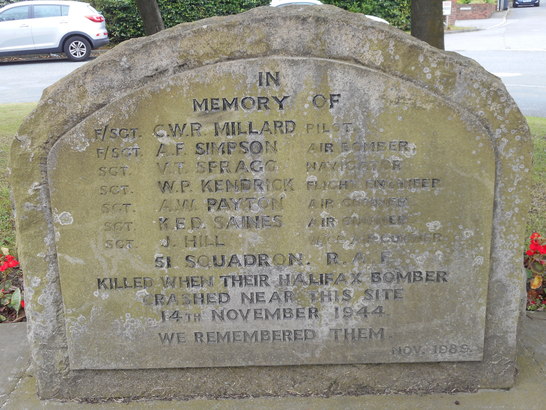 IN
MEMORY OF
F/SGT. C.W.R. MILLARD PILOT
F/SGT. A.F. SIMPSON AIR BOMBER
SGT. V.T. SPRAGG NAVIGATOR
SGT. W.P. KENDRICK FLIGHT ENGINEER
SGT. A.W. PAYTON AIR GUNNER
SGT. K.E.D. SAINES AIR GUNNER
SGT. J. HILL GUNNER
51 SQUADRON. R.A.F.
KILLED WHEN THEIR HALIFAX BOMBER
CRASHED NEAR THIS SITE
14TH NOVEMBER 1944
WE REMEMBERED THEM.
NOV. 1989.